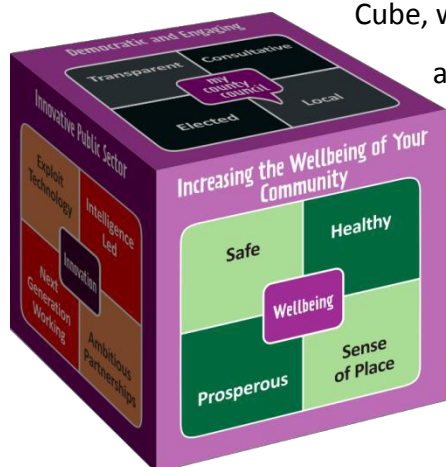 Cube, w
a
Democratic and Engaging
Transparent
Consultative
my
county
council
Elected
Local
Innovative Public Sector
Exploit
Technology
Intelligence
Led
Innovation
Next
Generation
Working
Ambitious
Partnerships
Increasing the Wellbeing of Your
Community
Safe
Healthy
Wellbeing
Prosperous
Sense
of Place